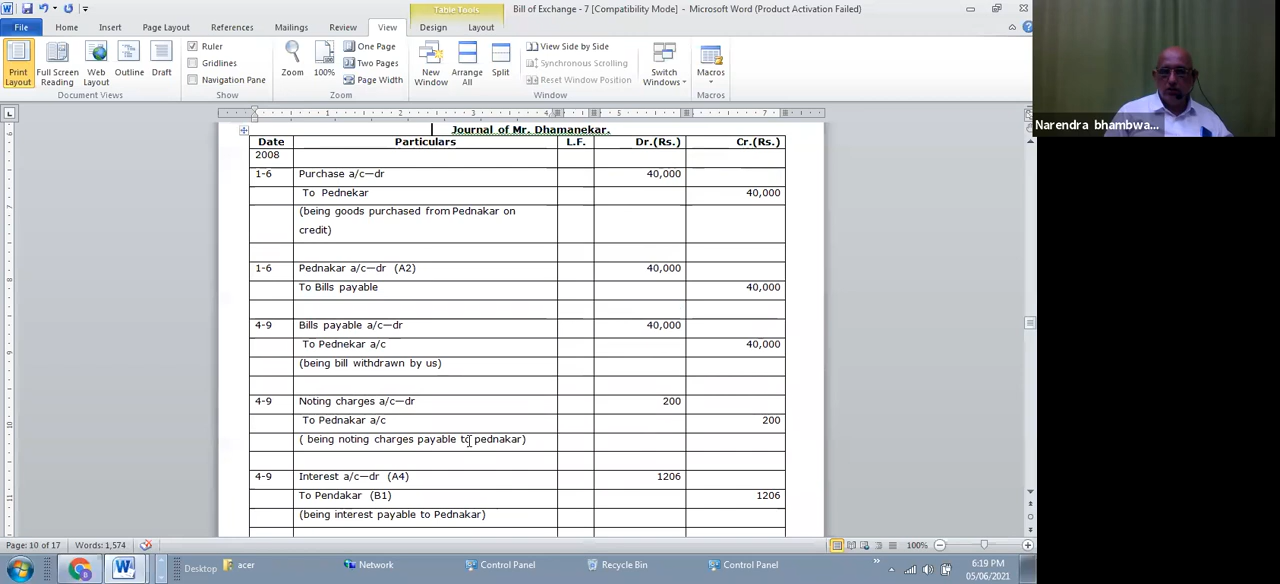 Table Tools
Bill of Exchange - 7 [Compatibility Mode] - Microsoft Word (Product Activation Failed)
File Home Insert Page Layout References Mailings Review View Design Layout
Print Layout
Full Screen Reading
Web Layout
Outline
Draft
Document Views
Ruler
Gridlines
Navigation Pane
Show
Zoom
100%
One Page
Two Pages
Page Width
Zoom
New Window
Arrange All
Split
View Side by Side
Synchronous Scrolling
Reset Window Position
Window
Switch Windows
Macros
Macros
Narendra bhambwa...
Journal of Mr. Dhamanekar.
Date Particulars L.F. Dr.(Rs.) Cr.(Rs.)
2008
1-6 Purchase a/c—dr 40,000
To Pednekar 40,000
(being goods purchased from Pednakar on
credit)
1-6 Pednakar a/c—dr (A2) 40,000
To Bills payable 40,000
4-9 Bills payable a/c—dr 40,000
To Pednekar a/c 40,000
(being bill withdrawn by us)
4-9 Noting charges a/c—dr 200
To Pednakar a/c 200
( being noting charges payable to pednakar)
4-9 Interest a/c—dr (A4) 1206
To Pendakar (B1) 1206
(being interest payable to Pednakar)
Page: 10 of 17 Words: 1,574 100%
Desktop acer Network Control Panel Recycle Bin Control Panel
6:19 PM
05/06/2021